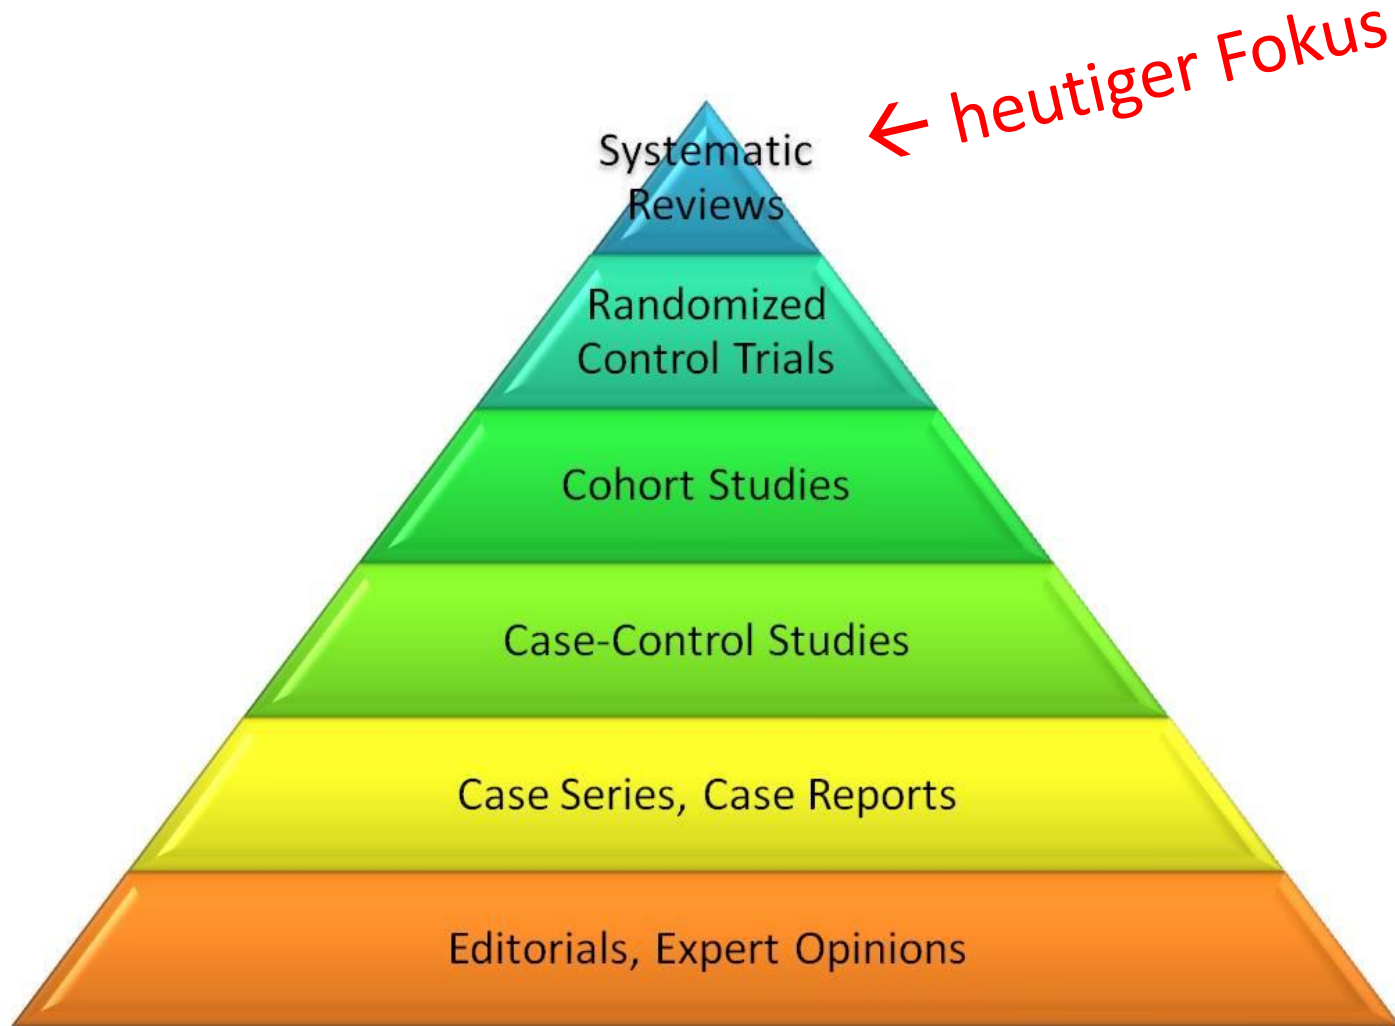 ← heutiger Fokus
Systematic
Reviews
Randomized
Control Trials
Cohort Studies
Case-Control Studies
Case Series, Case Reports
Editorials, Expert Opinions